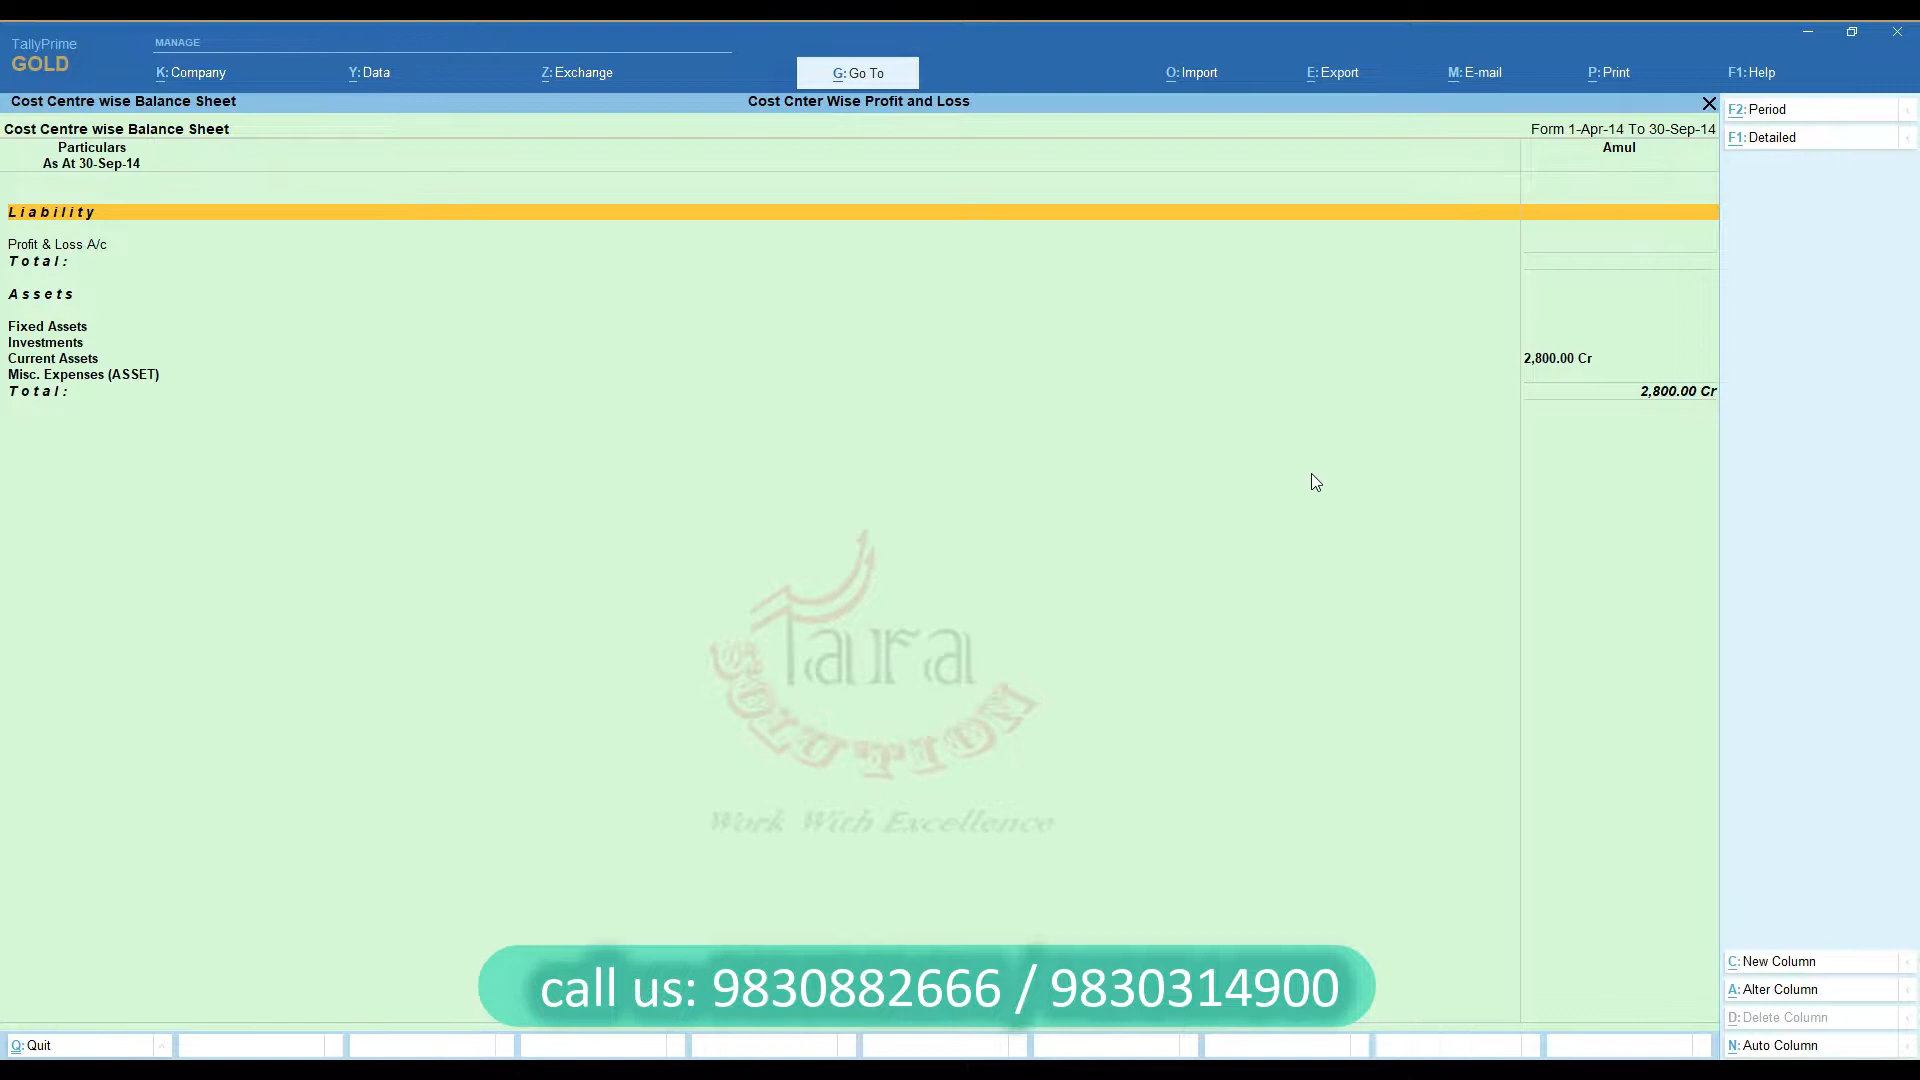 TallyPrime
GOLD
MANAGE
K: Company
Y: Data
Z: Exchange
G: Go To
O: Import
E: Export
M: E-mail
P: Print
F1: Help
Cost Centre wise Balance Sheet
Cost Cnter Wise Profit and Loss
Cost Centre wise Balance Sheet
Form 1-Apr-14 To 30-Sep-14
Particulars
Amul
As At 30-Sep-14
Liability
Profit & Loss A/c
Total:
Assets
Fixed Assets
Investments
Current Assets 2,800.00 Cr
Misc. Expenses (ASSET)
Total: 2,800.00 Cr
F2: Period
F1: Detailed
Tara
SOLUTION
Work With Excellence
call us: 9830882666 / 9830314900
C: New Column
A: Alter Column
D: Delete Column
N: Auto Column
Q: Quit